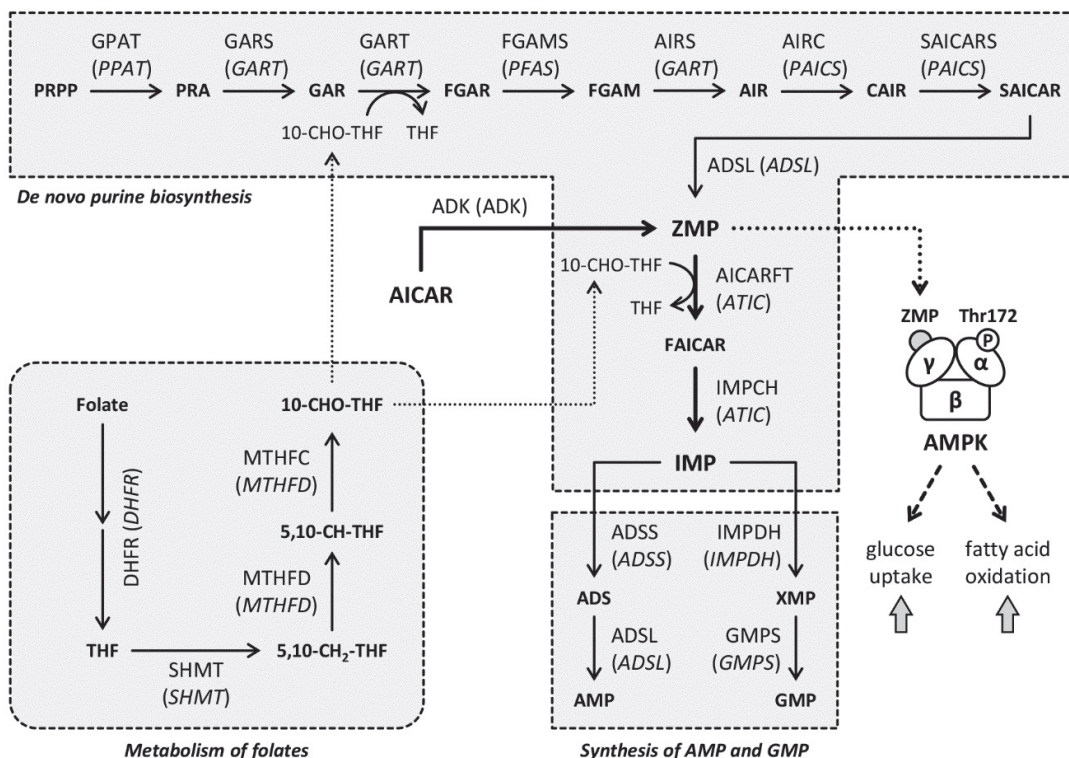 GPAT
(PPAT)
GARS
(GART)
GART
(GART)
FGAMS
(PFAS)
AIRS
(GART)
AIRC
(PAICS)
SAICARS
(PAICS)
PRPP
PRA
GAR
FGAR
FGAM
AIR
CAIR
SAICAR
10-CHO-THF
THF
De novo purine biosynthesis
ADSL (ADSL)
ADK (ADK)
ZMP
AICAR
10-CHO-THF
THF
AICARFT
(ATIC)
FAICAR
IMPCH
(ATIC)
IMP
ZMP
Thr172
P
γ
α
β
AMPK
glucose
uptake
fatty acid
oxidation
Folate
DHFR (DHFR)
THF
SHMT
(SHMT)
10-CHO-THF
MTHFC
(MTHFD)
5,10-CH-THF
MTHFD
(MTHFD)
5,10-CH₂-THF
Metabolism of folates
ADSS
(ADSS)
ADS
ADSL
(ADSL)
AMP
IMPDH
(IMPDH)
XMP
GMPS
(GMPS)
GMP
Synthesis of AMP and GMP